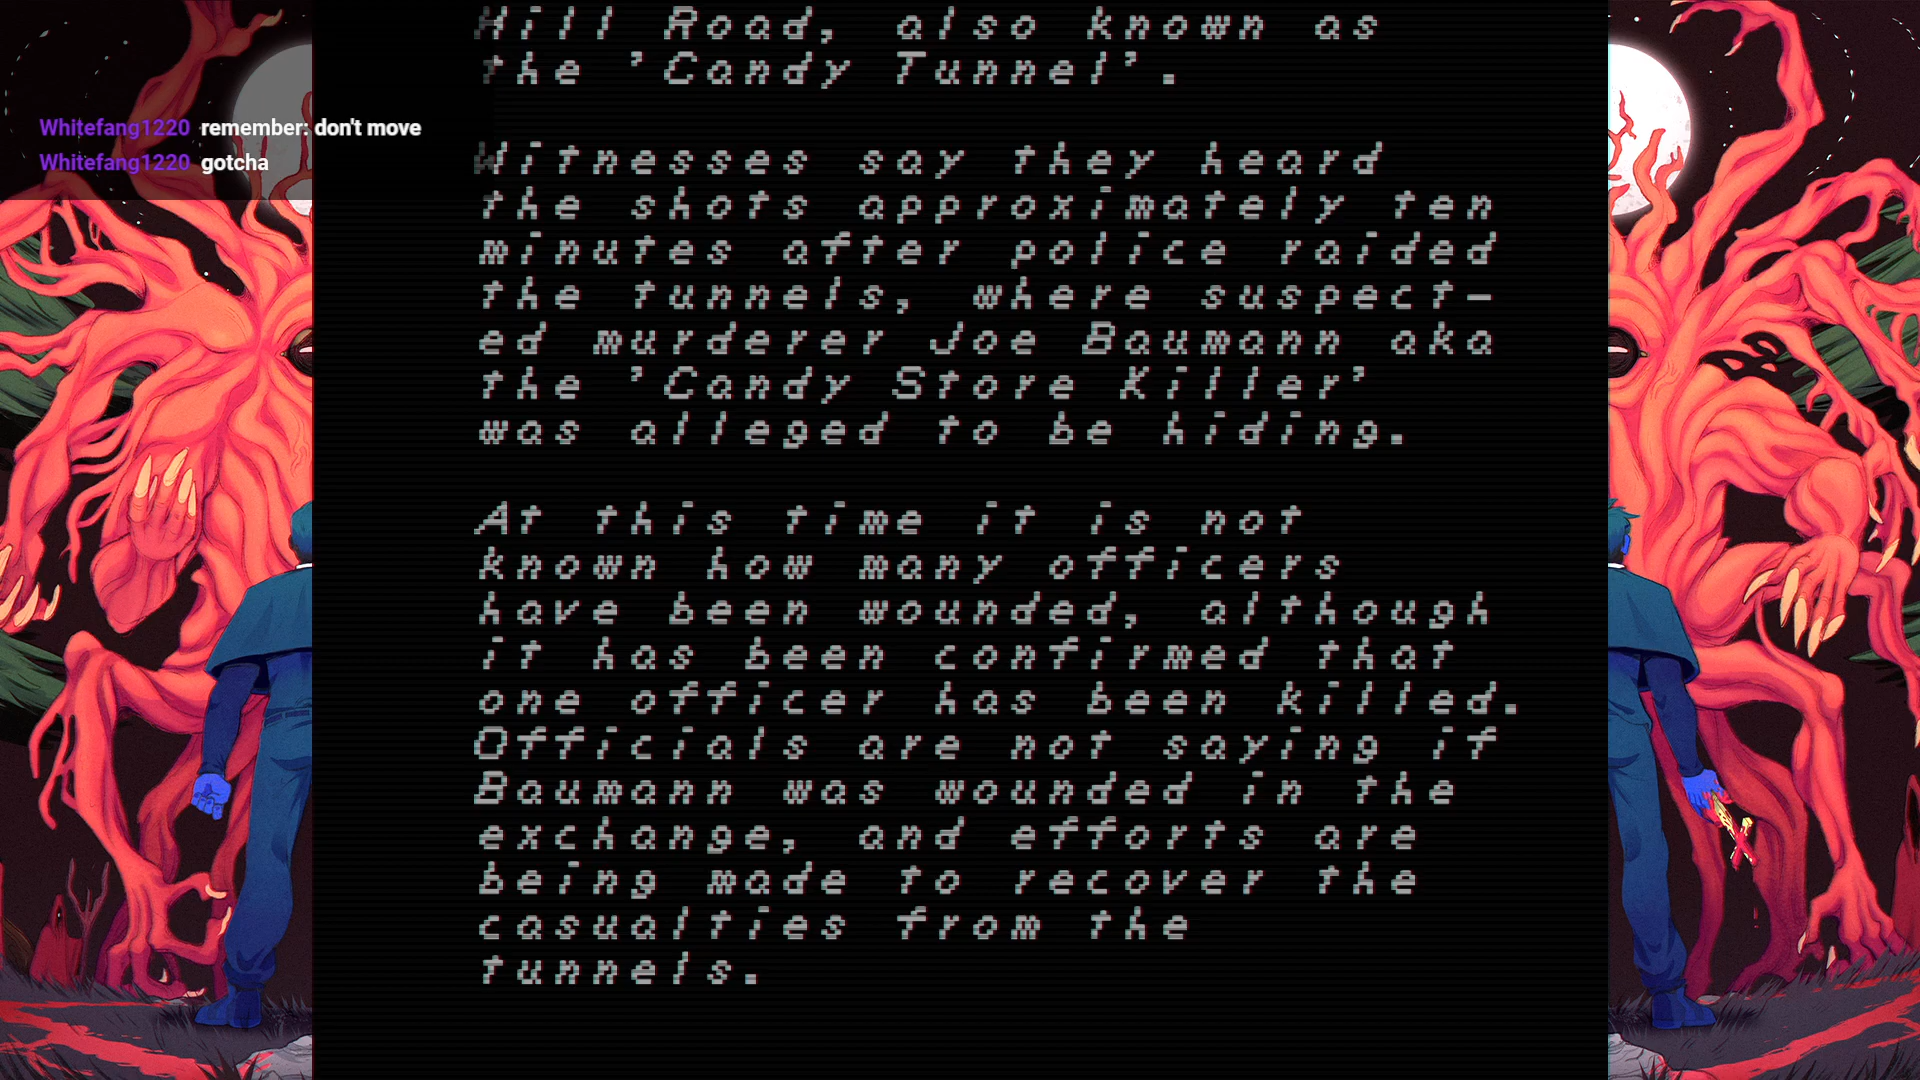 Hill Road, also known as
the 'Candy Tunnel'.
Whitefang1220 remember: don't move
Whitefang1220 gotcha
Witnesses say they heard
the shots approximately ten
minutes after police raided
the tunnels, where suspect-
ed murderer Joe Baumann aka
the 'Candy Store Killer'
was alleged to be hiding.
At this time it is not
known how many officers
have been wounded, although
it has been confirmed that
one officer has been killed.
Officials are not saying if
Baumann was wounded in the
exchange, and efforts are
being made to recover the
casualties from the
tunnels.